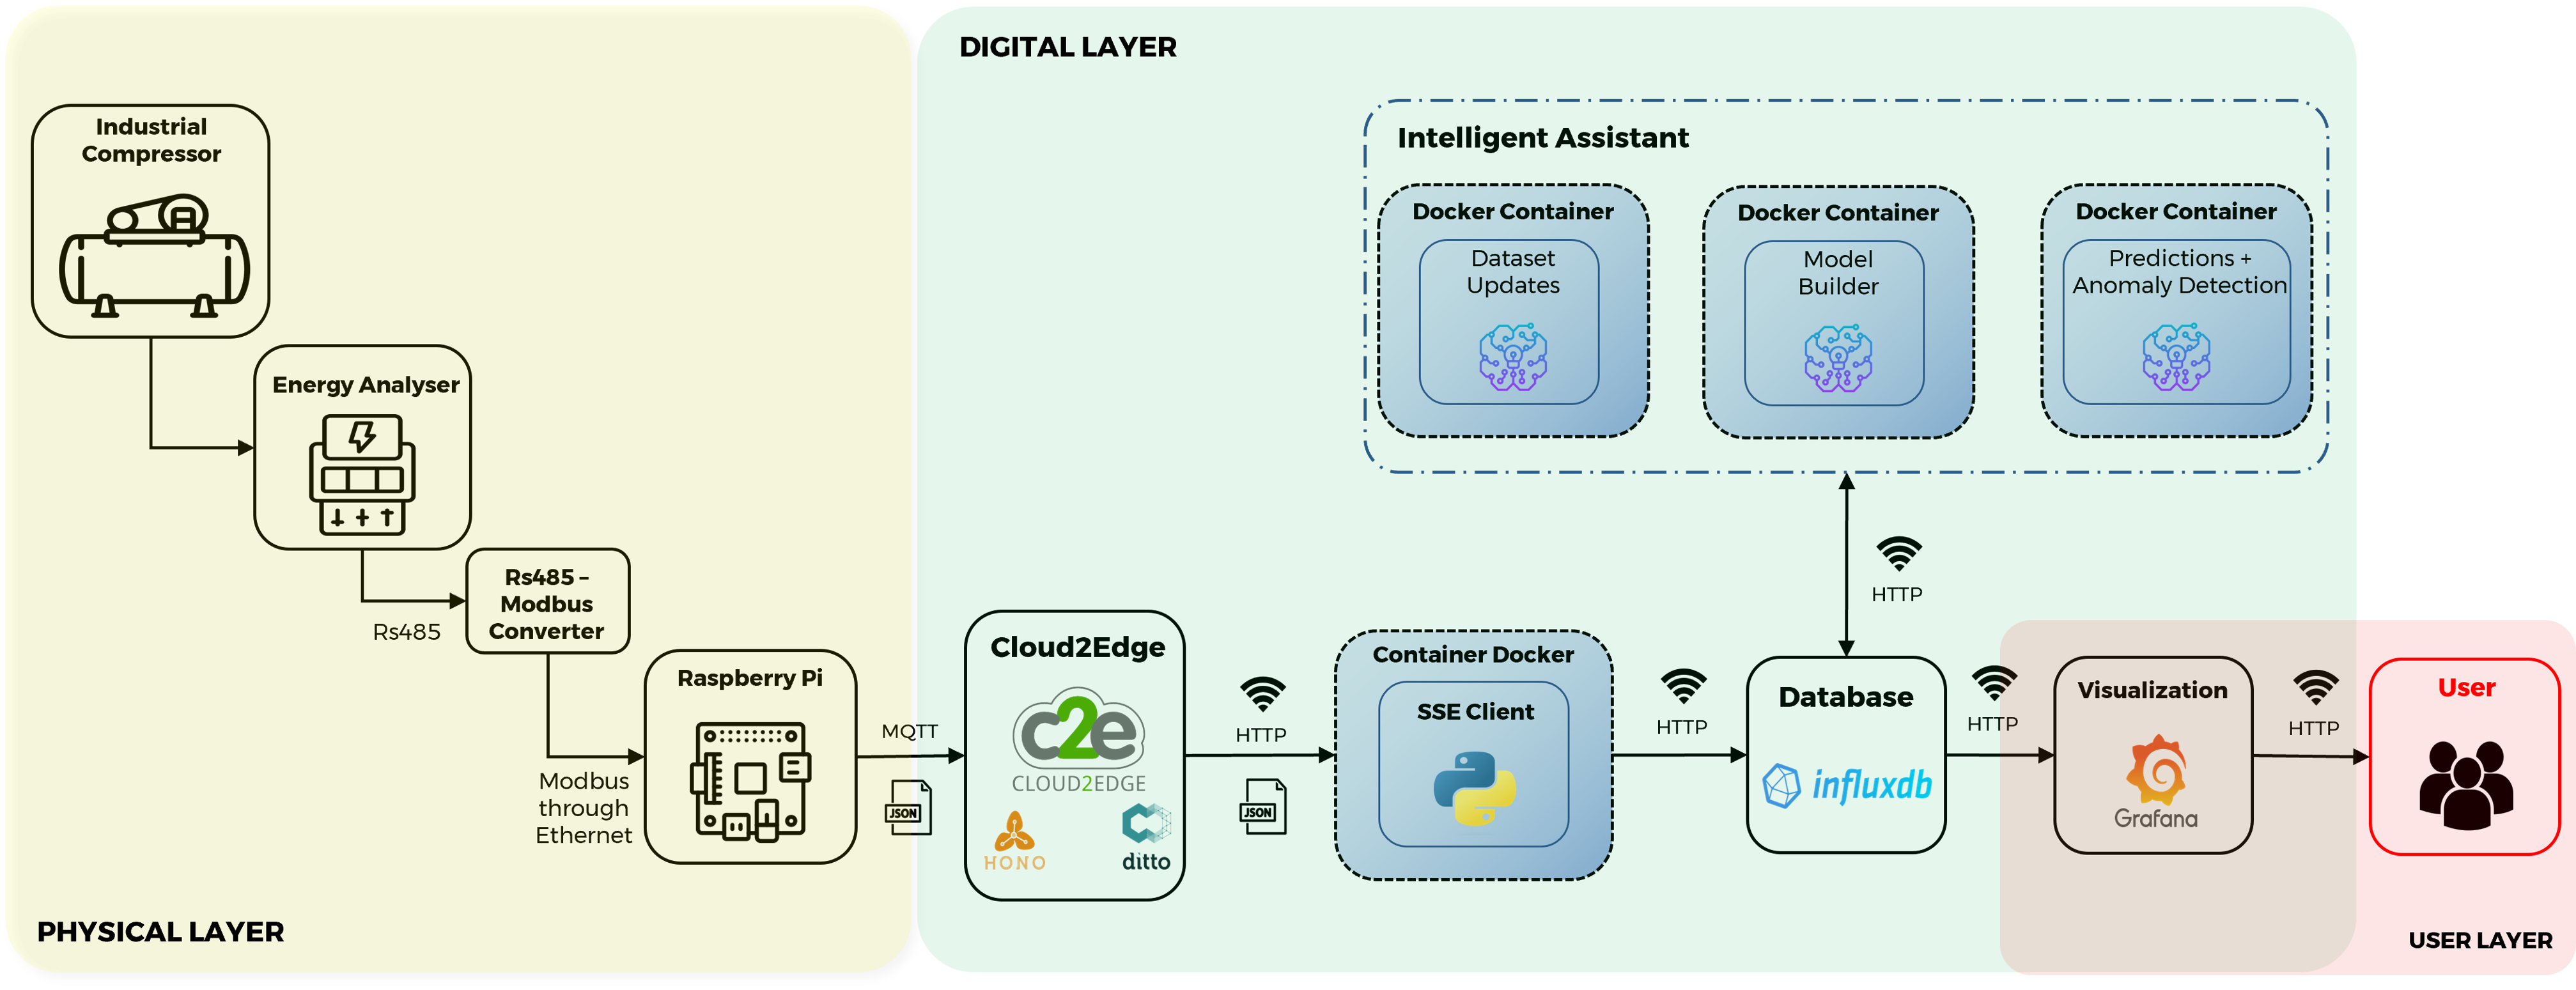 DIGITAL LAYER
Industrial
Compressor
Energy Analyser
Rs485
Rs485 –
Modbus
Converter
Modbus
through
Ethernet
Raspberry Pi
PHYSICAL LAYER
MQTT
JSON
Cloud2Edge
c2e
CLOUD2EDGE
HONO
ditto
HTTP
JSON
Container Docker
SSE Client
HTTP
Intelligent Assistant
Docker Container
Dataset
Updates
Docker Container
Model
Builder
Docker Container
Predictions +
Anomaly Detection
HTTP
Database
influxdb
HTTP
Visualization
Grafana
HTTP
User
USER LAYER